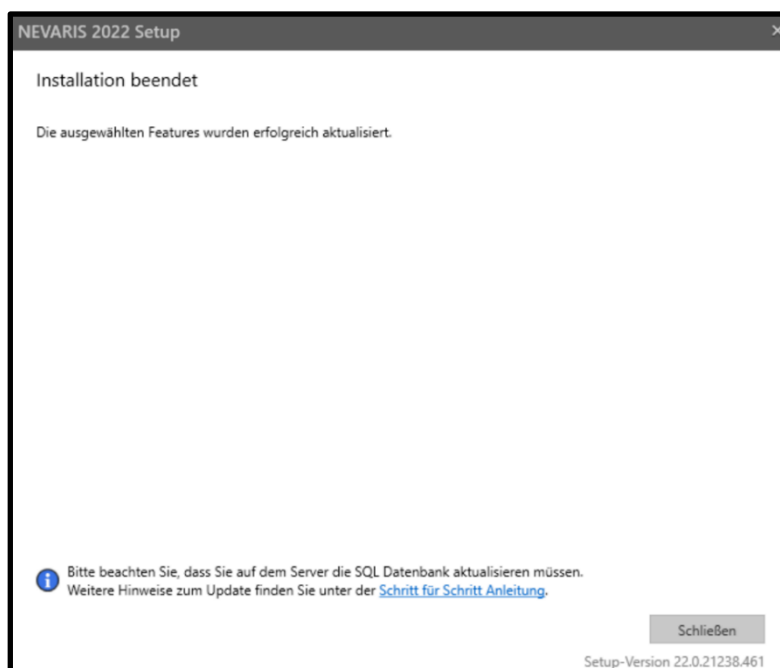 NEVARIS 2022 Setup
Installation beendet
Die ausgewählten Features wurden erfolgreich aktualisiert.
Bitte beachten Sie, dass Sie auf dem Server die SQL Datenbank aktualisieren müssen.
Weitere Hinweise zum Update finden Sie unter der Schritt für Schritt Anleitung.
Schließen
Setup-Version 22.0.21238.461